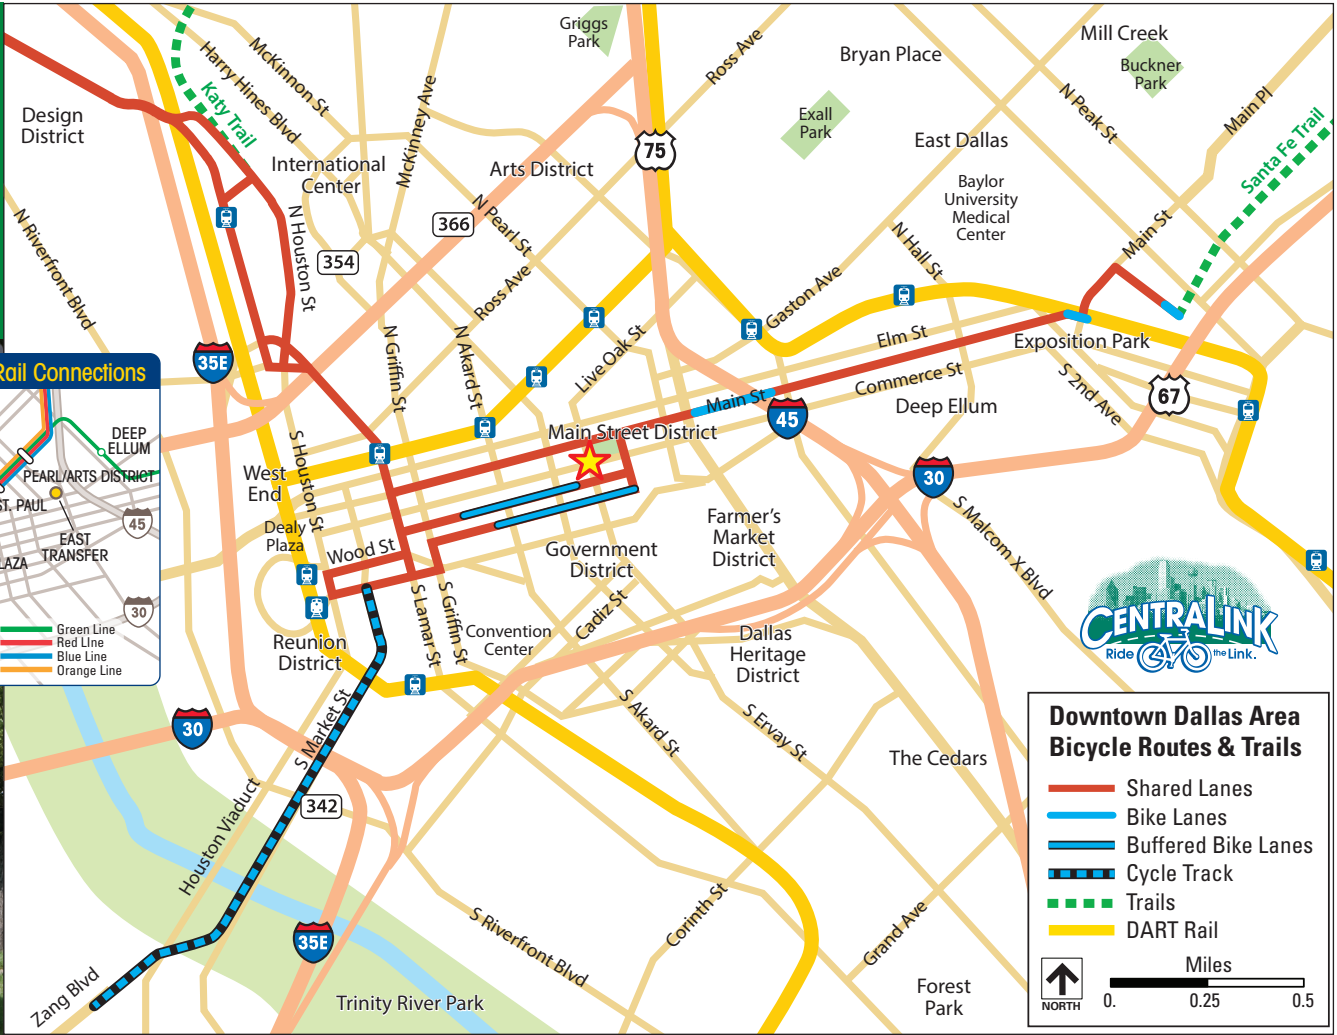 Griggs
Park
Ross Ave
Bryan Place
Mill Creek
Buckner
Park
McKinnon St
Harry Hines Blvd
Katy Trail
Design
District
McKinney Ave
International
Center
Arts District
75
Exall
Park
East Dallas
N Peak St
Main Pl
Santa Fe Trail
Baylor
University
Medical
Center
N Riverfront Blvd
N Houston St
354
366
N Pearl St
Ross Ave
N Hall St
Main St
Gaston Ave
Elm St
Exposition Park
35E
N Griffin St
N Akard St
Live Oak St
Commerce St
S 2nd Ave
67
Main St
45
Deep Ellum
Main Street District
Rail Connections
DEEP
ELLUM
PEARL/ARTS DISTRICT
ST. PAUL
45
EAST
TRANSFER
LAZA
30
Green Line
Red LIne
Blue Line
Orange Line
West
End
S Houston St
Dealy
Plaza
Wood St
30
S Malcom X Blvd
Farmer's
Market
District
Government
District
Reunion
District
S Lamar St
S Griffin St
Convention
Center
Cadiz St
Dallas
Heritage
District
CENTRALINK
Ride
the Link.
30
S Market St
342
Houston Viaduct
S Akard St
S Ervay St
The Cedars
35E
S Riverfront Blvd
Corinth St
Grand Ave
Forest
Park
Zang Blvd
Trinity River Park
Downtown Dallas Area
Bicycle Routes & Trails
Shared Lanes
Bike Lanes
Buffered Bike Lanes
Cycle Track
Trails
DART Rail
NORTH
Miles
0.
0.25
0.5